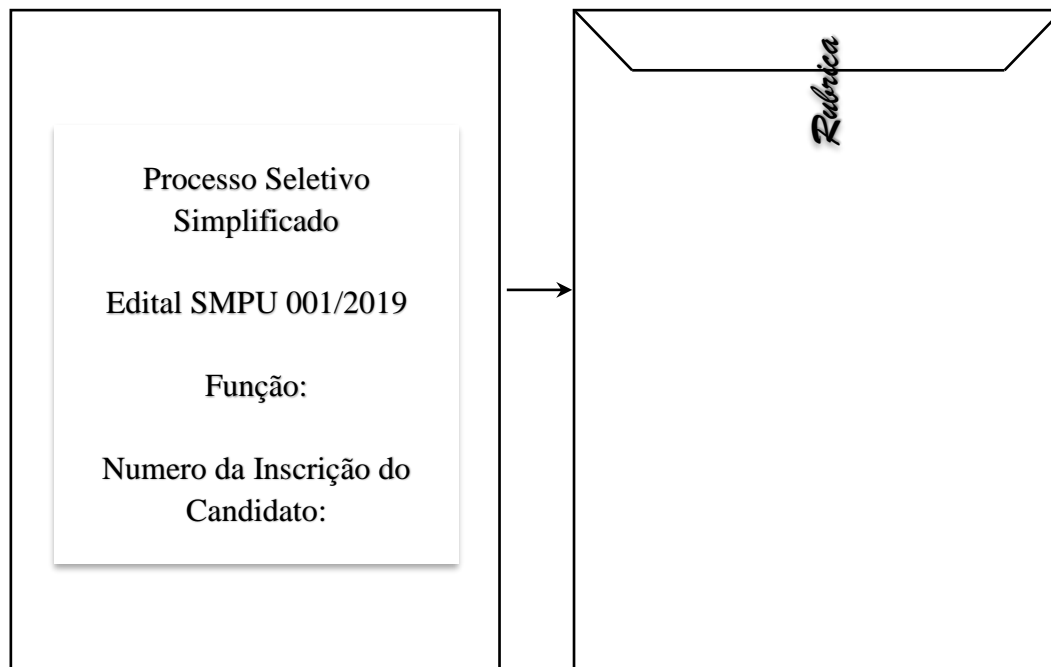 Processo Seletivo
Simplificado
Edital SMPU 001/2019
Função:
Numero da Inscrição do
Candidato:
Rubrica